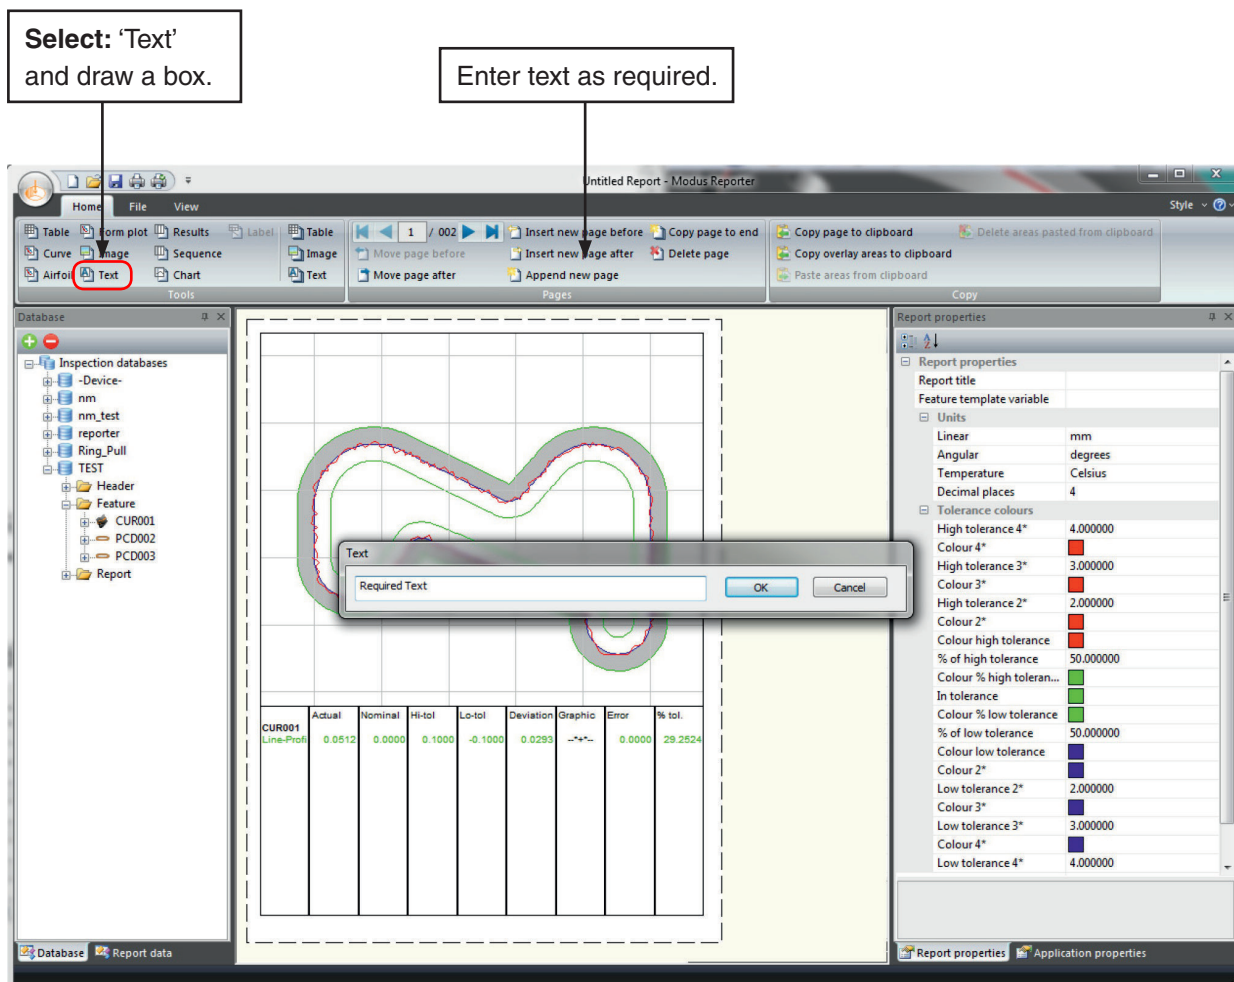 Select: ‘Text’
and draw a box.
Enter text as required.
Untitled Report - Modus Reporter
Home File View
Style
Table Form plot Results Label Table
1 / 002
Insert new page before Copy page to end
Copy page to clipboard Delete areas pasted from clipboard
Curve Image Sequence Image
Move page before Insert new page after Delete page
Copy overlay areas to clipboard
Airfoil Text Chart Text
Move page after Append new page
Paste areas from clipboard
Tools Pages Copy
Database
Inspection databases
-Device-
nm
nm_test
reporter
Ring_Pull
TEST
Header
Feature
CUR001
PCD002
PCD003
Report
Database Report data
Text
Required Text
OK Cancel
Actual Nominal Hi-tol Lo-tol Deviation Graphic Error % tol.
CUR001
Line-Profi 0.0512 0.0000 0.1000 -0.1000 0.0293 --*+*-- 0.0000 29.2524
Report properties
Report properties
Report title
Feature template variable
Units
Linear mm
Angular degrees
Temperature Celsius
Decimal places 4
Tolerance colours
High tolerance 4* 4.000000
Colour 4*
High tolerance 3* 3.000000
Colour 3*
High tolerance 2* 2.000000
Colour 2*
Colour high tolerance
% of high tolerance 50.000000
Colour % high toleran...
In tolerance
Colour % low tolerance
% of low tolerance 50.000000
Colour low tolerance
Colour 2*
Low tolerance 2* 2.000000
Colour 3*
Low tolerance 3* 3.000000
Colour 4*
Low tolerance 4* 4.000000
Report properties Application properties